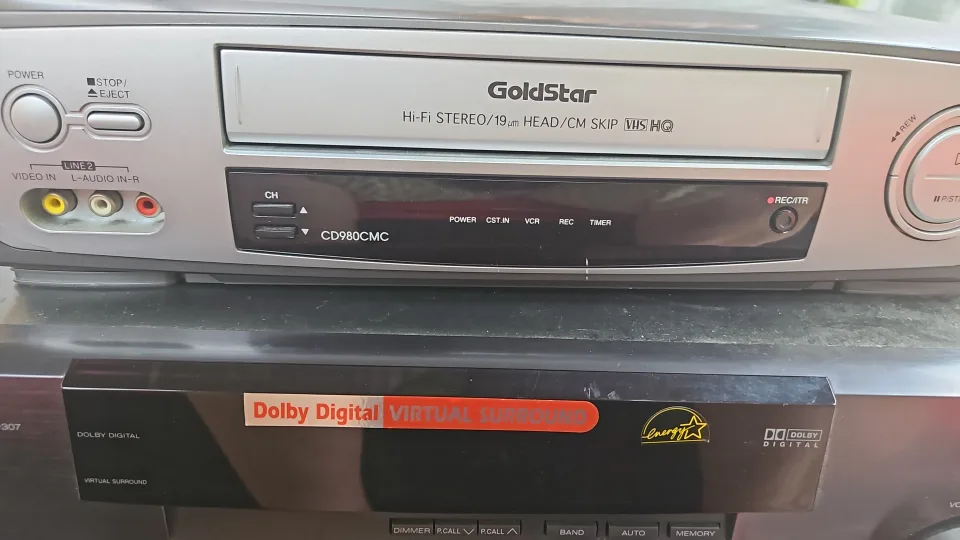 POWER
■STOP/
▲EJECT
GoldStar
Hi-Fi STEREO/19µm HEAD/CM SKIP VHS HQ
◀◀REW
LINE2
VIDEO IN L-AUDIO IN-R
CH
▲
▼
CD980CMC
POWER CST.IN VCR REC TIMER
●REC/ITR
Dolby Digital VIRTUAL SURROUND
307
DOLBY DIGITAL
energy
DOLBY
DIGITAL
VIRTUAL SURROUND
DIMMER P.CALL P.CALL BAND AUTO MEMORY